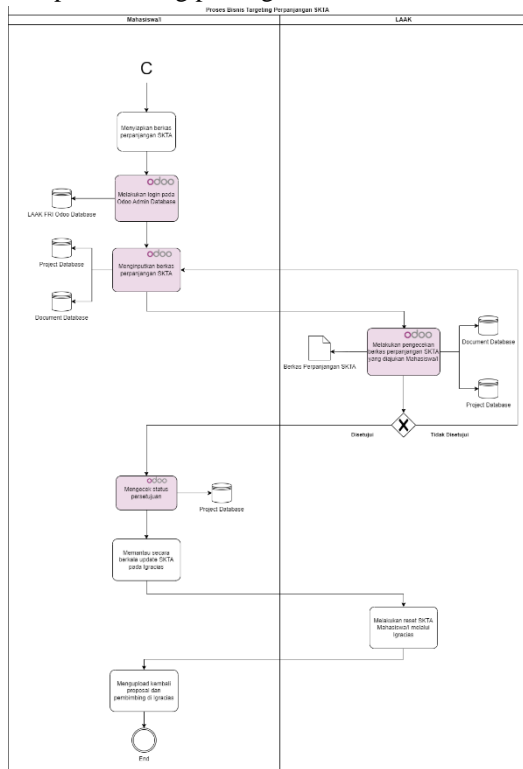 Proses Bisnis Targeting Perpanjangan SKTA
Mahasiswa/i
LAAK
C
Menyiapkan berkas
perpanjangan SKTA
odoo
Melakukan login pada
Odoo Admin Database
LAAK FRI Odoo Database
odoo
Menginputkan berkas
perpanjangan SKTA
Project Database
Document Database
odoo
Melakukan pengecekan
berkas perpanjangan SKTA
yang diajukan Mahasiswa/i
Berkas Perpanjangan SKTA
Document Database
Project Database
X
Disetujui
Tidak Disetujui
odoo
Mengecek status
persetujuan
Project Database
Memantau secara
berkala update SKTA
pada Igracias
Melakukan reset SKTA
Mahasiswa/i melalui
Igracias
Mengupload kembali
proposal dan
pembimbing di Igracias
End